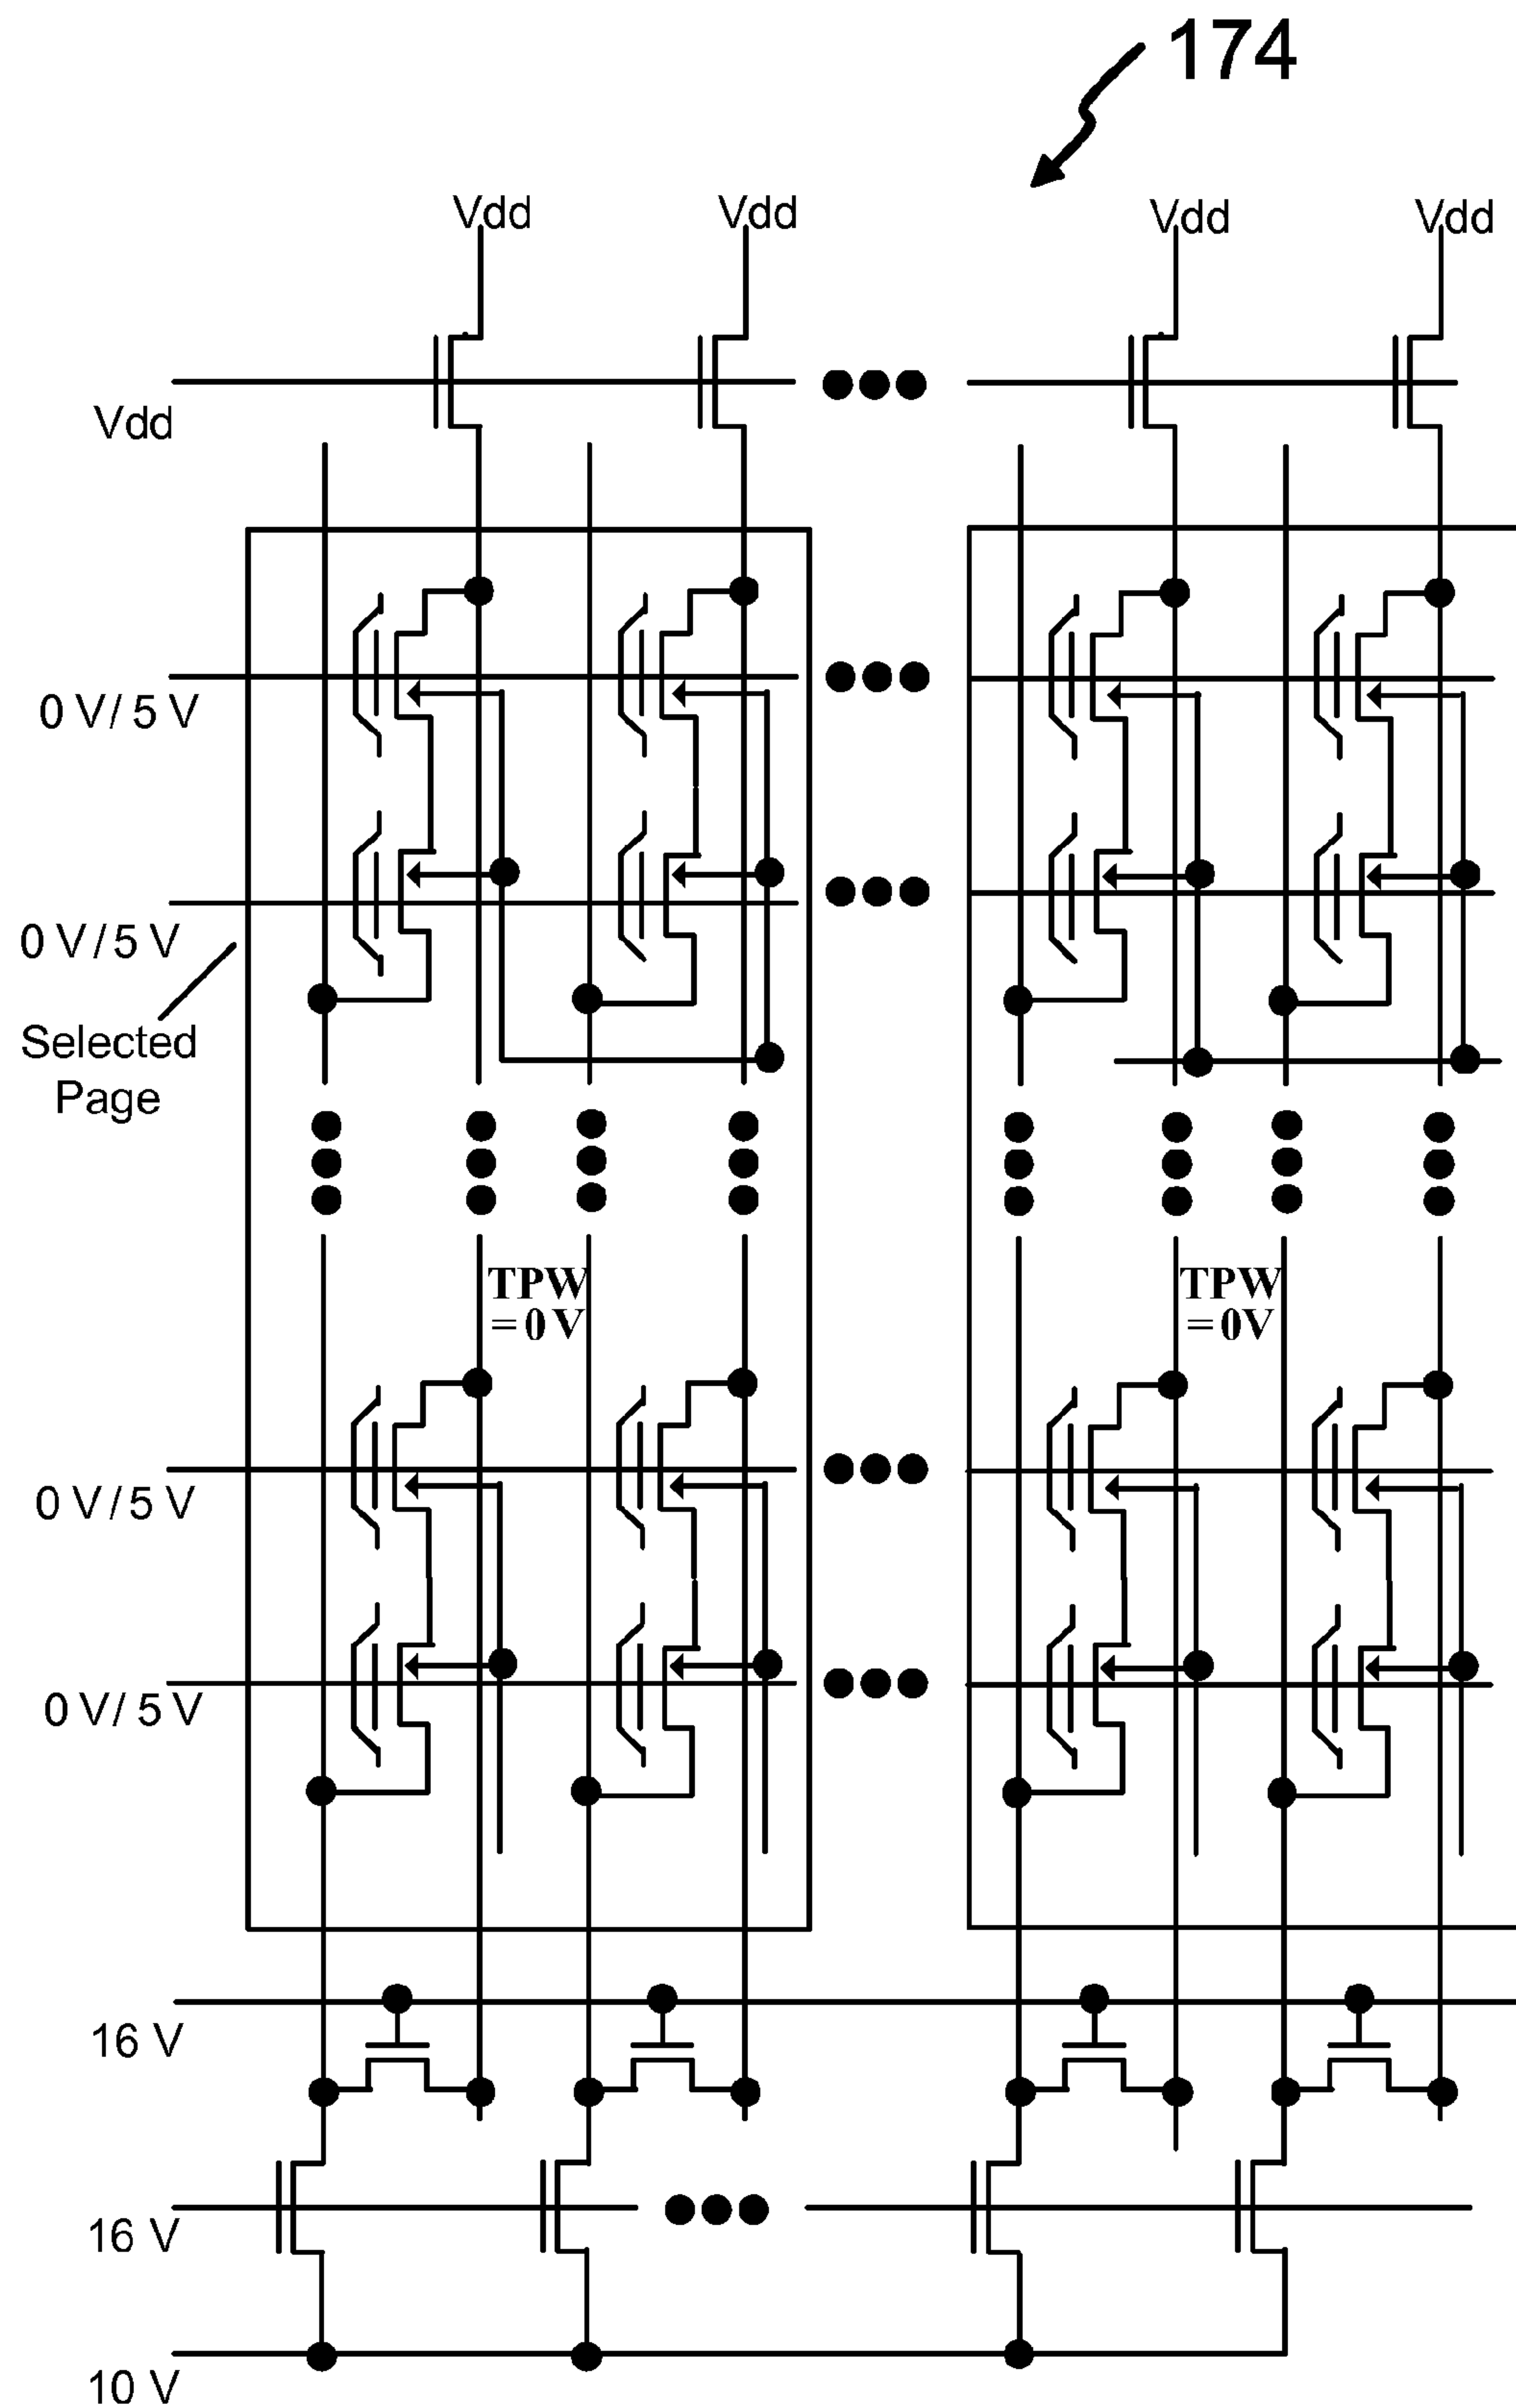 174
Vdd Vdd Vdd Vdd
Vdd
0 V/ 5 V
0 V/ 5 V
Selected
Page
TPW
= 0 V
TPW
= 0V
0 V/ 5 V
0 V/ 5 V
16 V
16 V
10 V